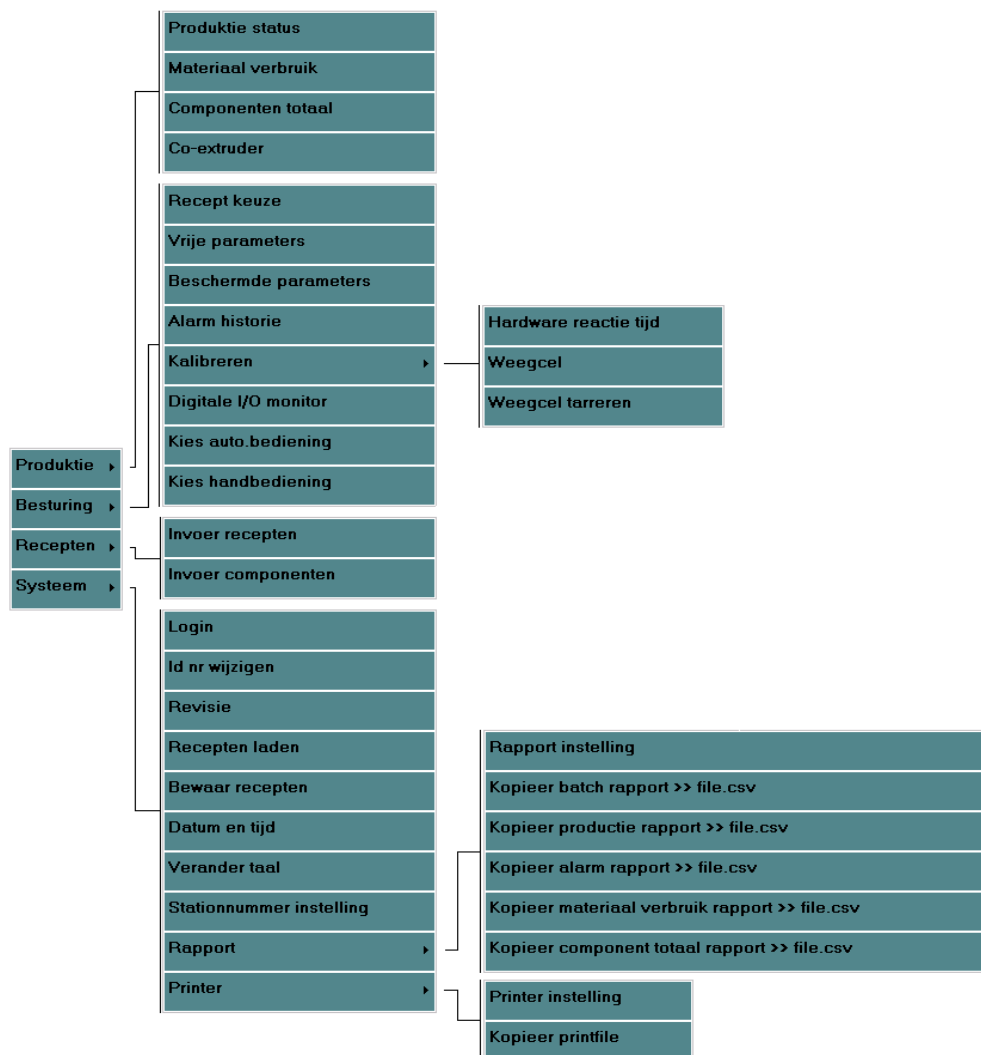 Produktie
Besturing
Recepten
Systeem
Produktie status
Materiaal verbruik
Componenten totaal
Co-extruder
Recept keuze
Vrije parameters
Beschermde parameters
Alarm historie
Kalibreren
Digitale I/O monitor
Kies auto.bediening
Kies handbediening
Hardware reactie tijd
Weegcel
Weegcel tarreren
Invoer recepten
Invoer componenten
Login
Id nr wijzigen
Revisie
Recepten laden
Bewaar recepten
Datum en tijd
Verander taal
Stationnummer instelling
Rapport
Printer
Rapport instelling
Kopieer batch rapport >> file.csv
Kopieer productie rapport >> file.csv
Kopieer alarm rapport >> file.csv
Kopieer materiaal verbruik rapport >> file.csv
Kopieer component totaal rapport >> file.csv
Printer instelling
Kopieer printfile